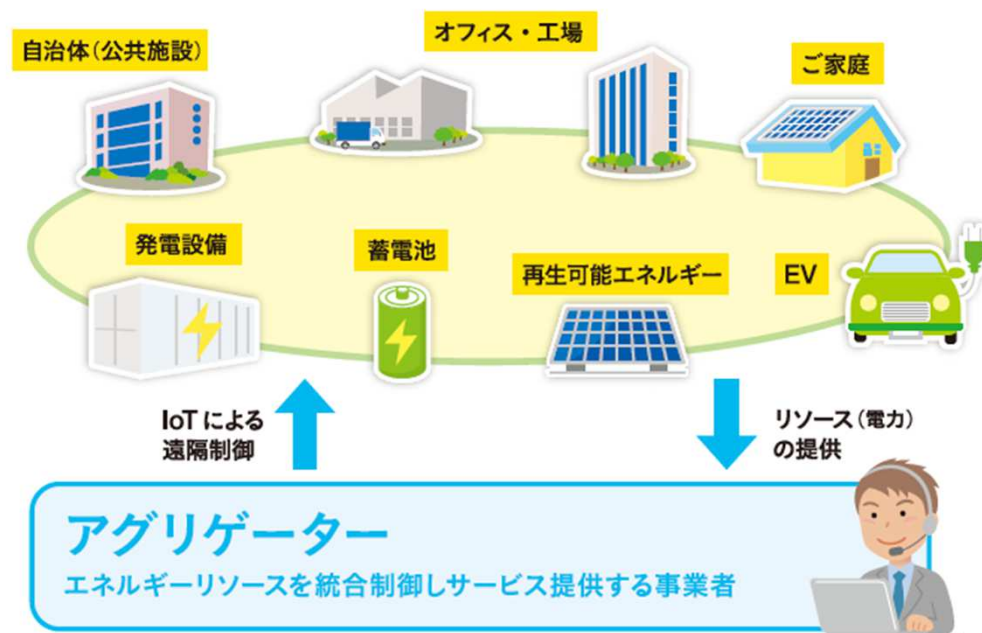 自治体（公共施設）
オフィス・工場
ご家庭
発電設備
蓄電池
再生可能エネルギー
EV
IoTによる
遠隔制御
リソース（電力）
の提供
アグリゲーター
エネルギーリソースを統合制御しサービス提供する事業者